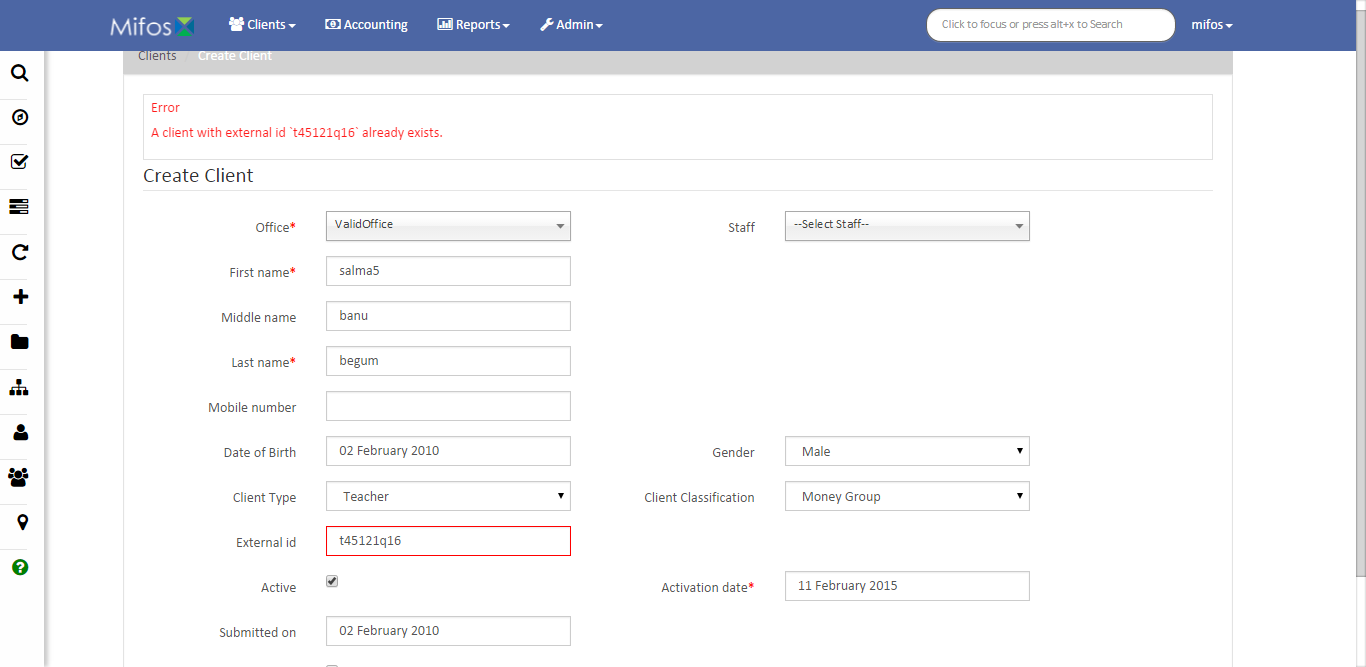 Mifos Clients Accounting Reports Admin Click to focus or press alt+x to Search mifos
Clients / Create Client
Error
A client with external id `t45121q16` already exists.
Create Client
Office* ValidOffice Staff --Select Staff--
First name* salma5
Middle name banu
Last name* begum
Mobile number
Date of Birth 02 February 2010 Gender Male
Client Type Teacher Client Classification Money Group
External id t45121q16
Active Activation date* 11 February 2015
Submitted on 02 February 2010